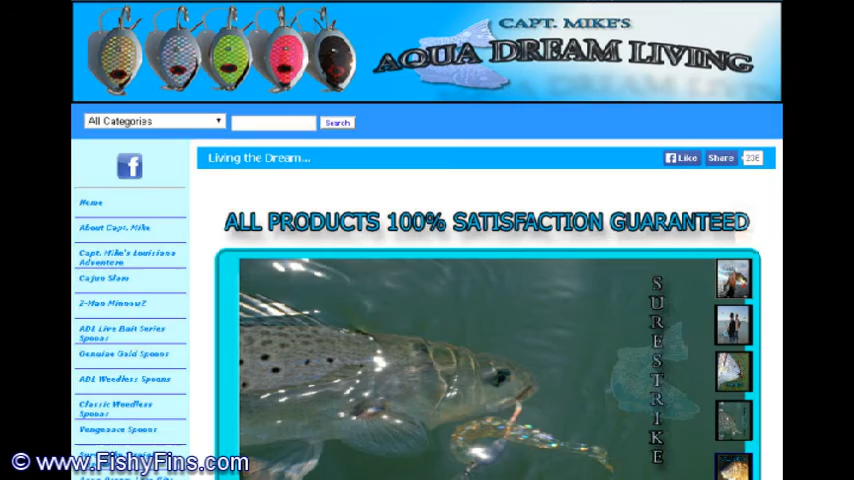 CAPT. MIKE'S
AQUA DREAM LIVING
All Categories
Search
Living the Dream...
Like
Share
236
Home
About Capt. Mike
Capt. Mike's Louisiana
Adventure
Cajun Slam
Z-Man MinnowZ
ADL Live Bait Series
Spoons
Genuine Gold Spoons
ADL Weedless Spoons
Classic Weedless
Spoons
Vengeance Spoons
ALL PRODUCTS 100% SATISFACTION GUARANTEED
SURESTRIKE
© www.FishyFins.com